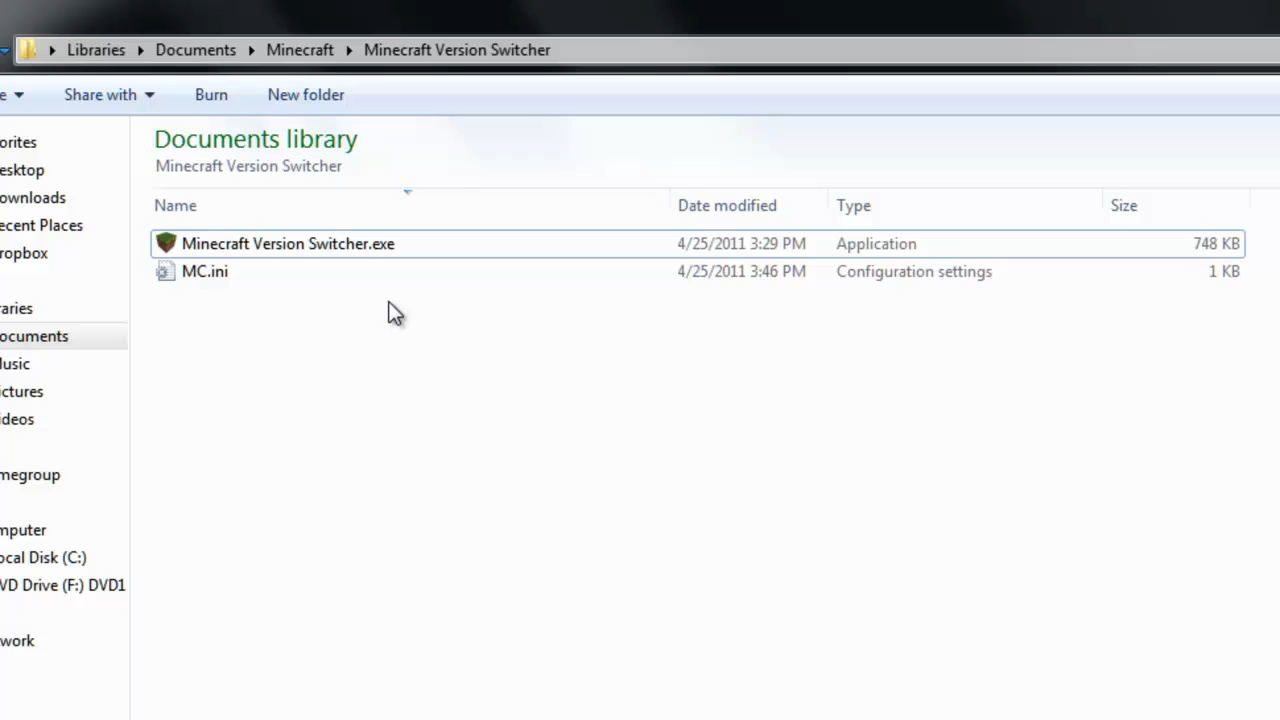 Libraries Documents Minecraft Minecraft Version Switcher
e Share with Burn New folder
Documents library
Minecraft Version Switcher
Name Date modified Type Size
Minecraft Version Switcher.exe 4/25/2011 3:29 PM Application 748 KB
MC.ini 4/25/2011 3:46 PM Configuration settings 1 KB
orites
esktop
ownloads
ecent Places
ropbox
raries
ocuments
usic
ictures
ideos
megroup
mputer
ocal Disk (C:)
VD Drive (F:) DVD1
work